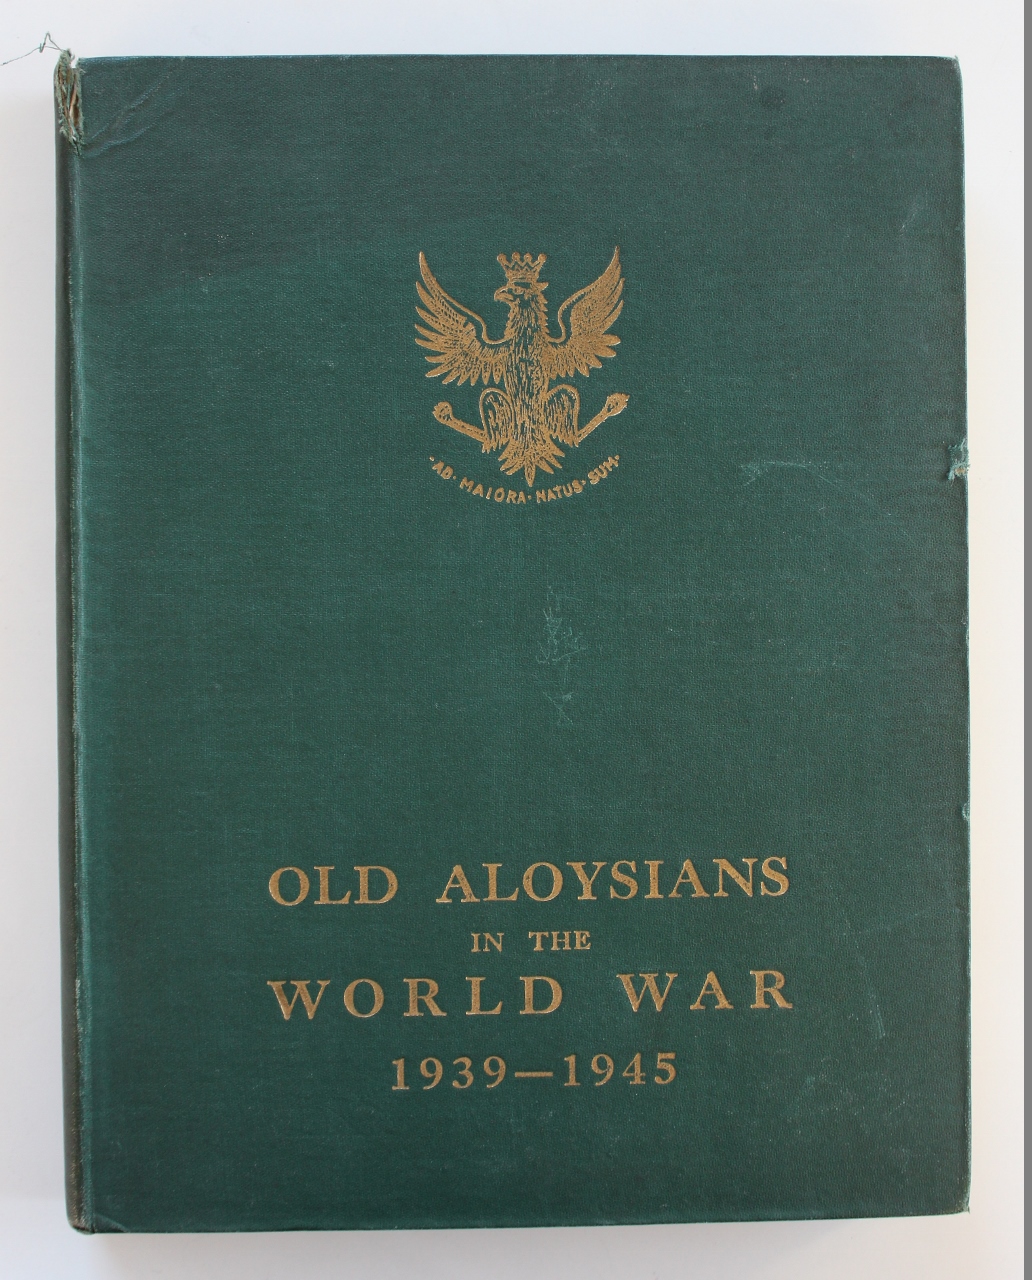 ·AD· MAIORA· NATUS· SUM·
OLD ALOYSIANS
IN THE
WORLD WAR
1939—1945